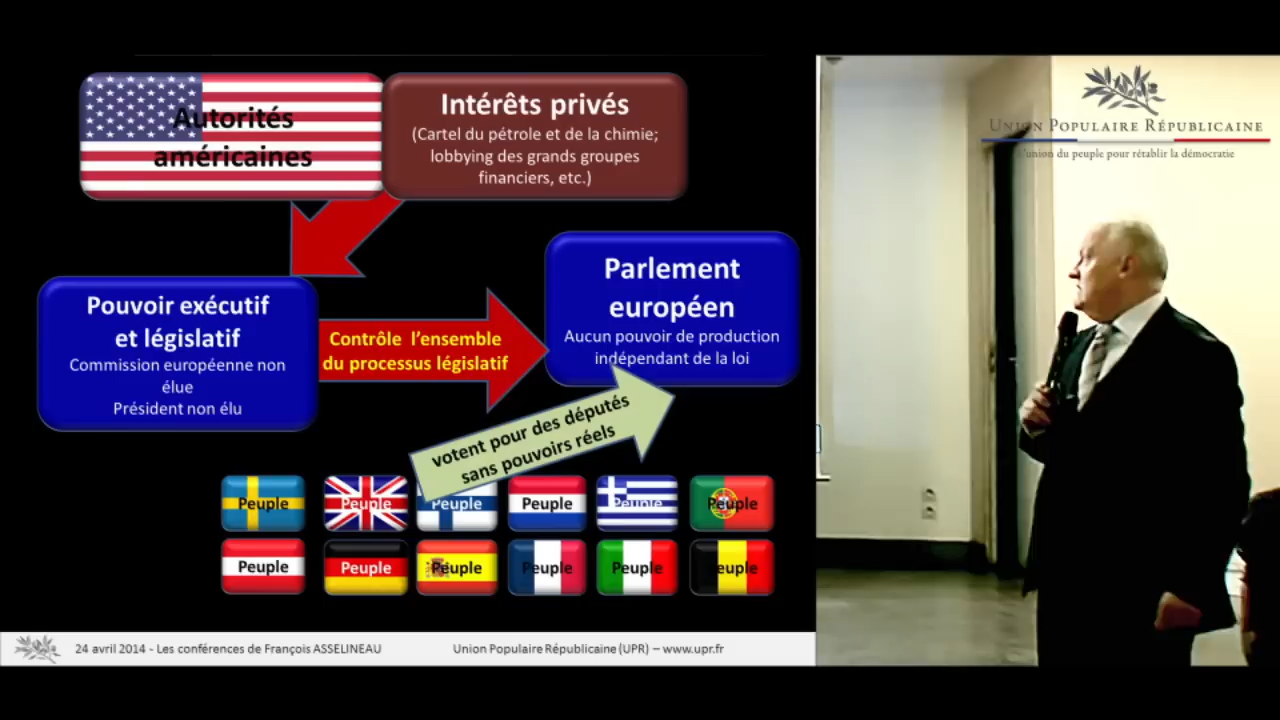 Autorités
américaines
Intérêts privés
(Cartel du pétrole et de la chimie;
lobbying des grands groupes
financiers, etc.)
UNION POPULAIRE RÉPUBLICAINE
L'union du peuple pour rétablir la démocratie
Parlement
européen
Aucun pouvoir de production
indépendant de la loi
Pouvoir exécutif
et législatif
Commission européenne non
élue
Président non élu
Contrôle l'ensemble
du processus législatif
votent pour des députés
sans pouvoirs réels
Peuple Peuple Peuple Peuple Peuple Peuple
Peuple Peuple Peuple Peuple Peuple Peuple
24 avril 2014 - Les conférences de François ASSELINEAU Union Populaire Républicaine (UPR) – www.upr.fr